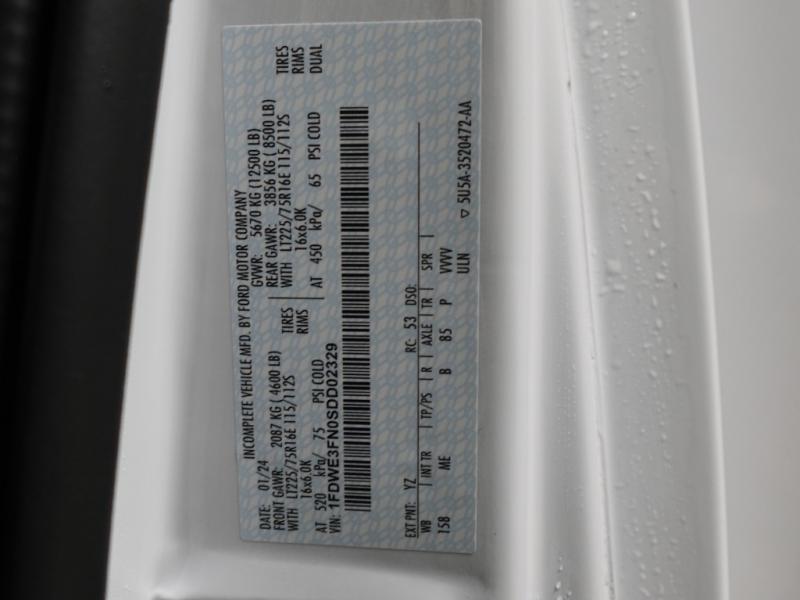 INCOMPLETE VEHICLE MFD. BY FORD MOTOR COMPANY
DATE: 01/24 GVWR: 5670 KG (12500 LB)
FRONT GAWR: 2087 KG ( 4600 LB) REAR GAWR: 3856 KG ( 8500 LB)
WITH LT225/75R16E 115/112S TIRES WITH LT225/75R16E 115/112S TIRES
16x6.0K RIMS 16x6.0K RIMS
AT 520 kPa/ 75 PSI COLD AT 450 kPa/ 65 PSI COLD DUAL
VIN: 1FDWE3FN0SDD02329
EXT PNT: YZ RC: 53 DSO:
WB INT TR TP/PS R AXLE TR SPR
158 ME B 85 P VVVV
ULN
▽ 5U5A-3520472-AA